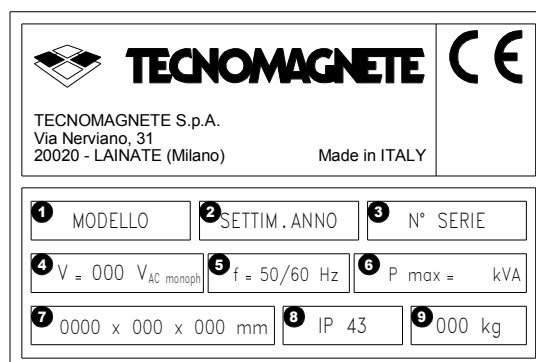 TECNOMAGNETE CE
TECNOMAGNETE S.p.A.
Via Nerviano, 31
20020 - LAINATE (Milano) Made in ITALY
1 MODELLO 2 SETTIM.ANNO 3 N° SERIE
4 V = 000 VAC monoph 5 f = 50/60 Hz 6 P max = kVA
7 0000 x 000 x 000 mm 8 IP 43 9 000 kg